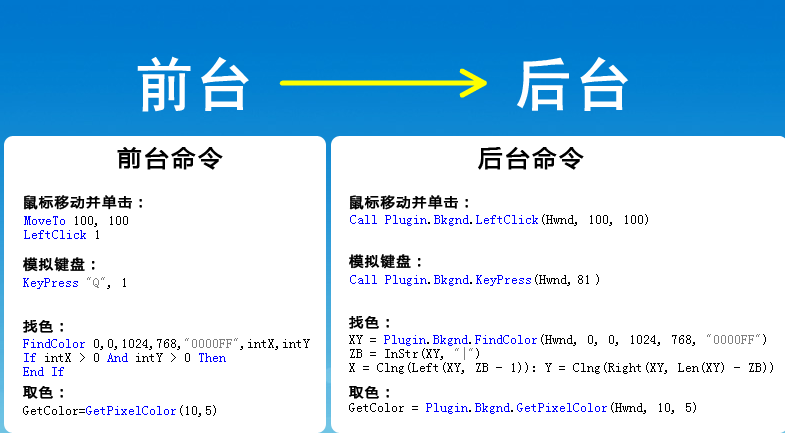 前台
后台
前台命令
鼠标移动并单击：
MoveTo 100, 100
LeftClick 1
模拟键盘：
KeyPress "Q", 1
找色：
FindColor 0,0,1024,768,"0000FF",intX,intY
If intX > 0 And intY > 0 Then
End If
取色：
GetColor=GetPixelColor(10,5)
后台命令
鼠标移动并单击：
Call Plugin.Bkgnd.LeftClick(Hwnd, 100, 100)
模拟键盘：
Call Plugin.Bkgnd.KeyPress(Hwnd, 81 )
找色：
XY = Plugin.Bkgnd.FindColor(Hwnd, 0, 0, 1024, 768, "0000FF")
ZB = InStr(XY, "|")
X = Clng(Left(XY, ZB - 1)): Y = Clng(Right(XY, Len(XY) - ZB))
取色：
GetColor = Plugin.Bkgnd.GetPixelColor(Hwnd, 10, 5)